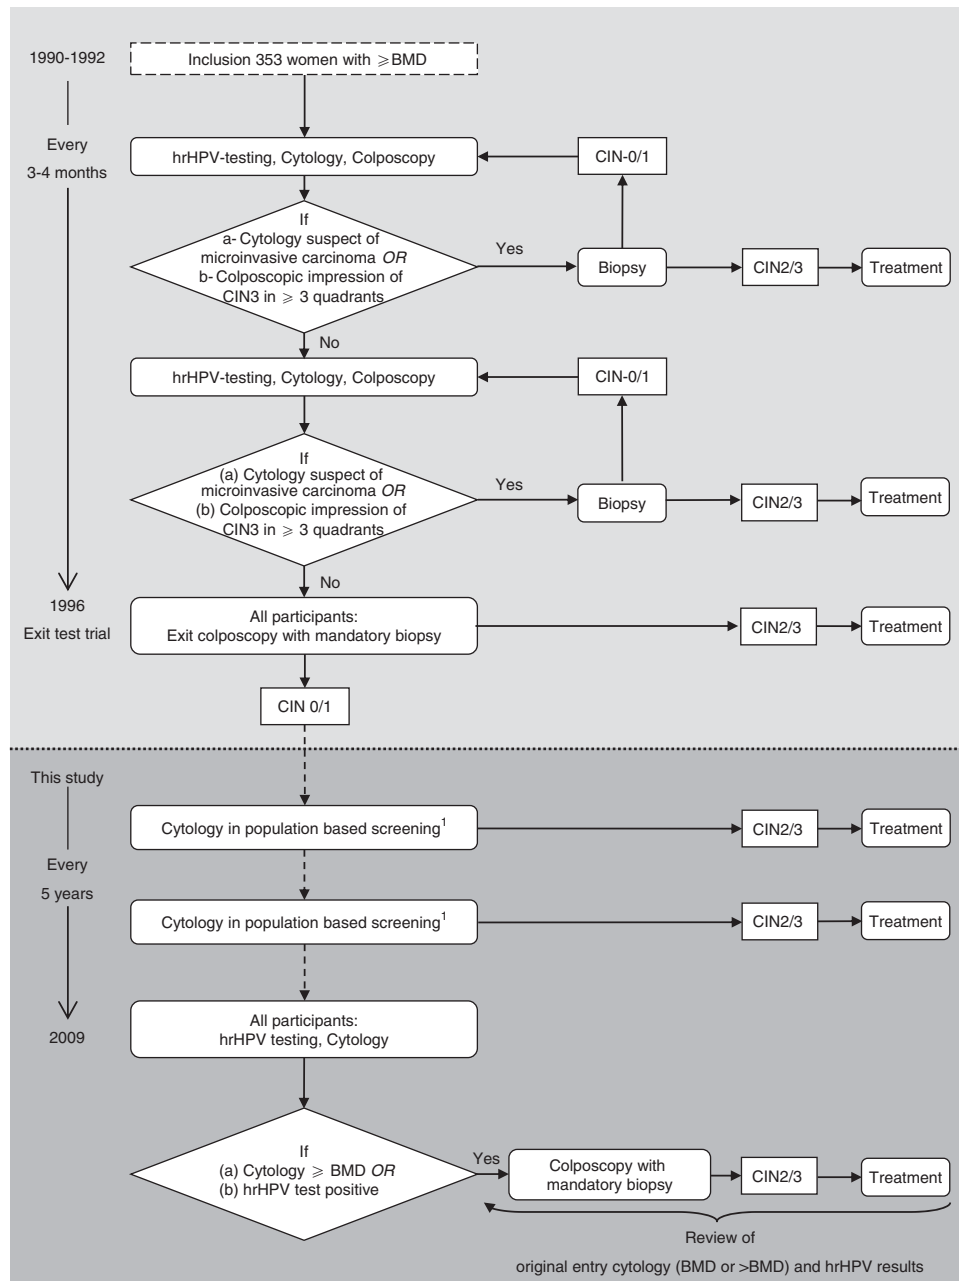 1990-1992
Inclusion 353 women with ⩾BMD
Every
3-4 months
hrHPV-testing, Cytology, Colposcopy
CIN-0/1
If
a- Cytology suspect of
microinvasive carcinoma OR
b- Colposcopic impression of
CIN3 in ⩾ 3 quadrants
Yes
Biopsy
CIN2/3
Treatment
No
hrHPV-testing, Cytology, Colposcopy
CIN-0/1
If
(a) Cytology suspect of
microinvasive carcinoma OR
(b) Colposcopic impression of
CIN3 in ⩾ 3 quadrants
Yes
Biopsy
CIN2/3
Treatment
No
1996
Exit test trial
All participants:
Exit colposcopy with mandatory biopsy
CIN2/3
Treatment
CIN 0/1
This study
Every
5 years
Cytology in population based screening1
CIN2/3
Treatment
Cytology in population based screening1
CIN2/3
Treatment
2009
All participants:
hrHPV testing, Cytology
If
(a) Cytology ⩾ BMD OR
(b) hrHPV test positive
Yes
Colposcopy with
mandatory biopsy
CIN2/3
Treatment
Review of
original entry cytology (BMD or >BMD) and hrHPV results